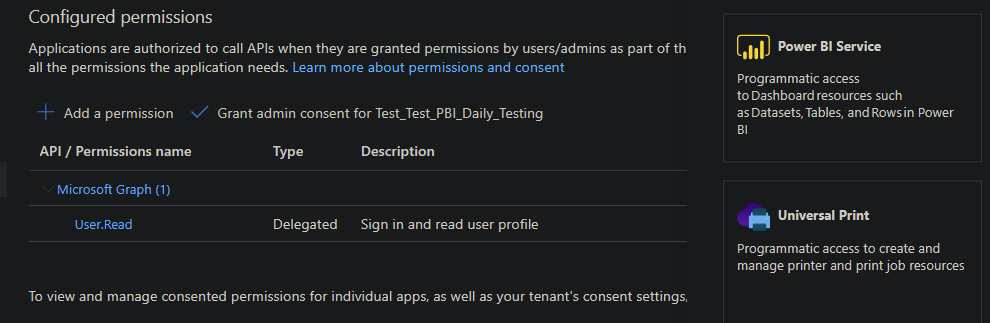 Configured permissions
Applications are authorized to call APIs when they are granted permissions by users/admins as part of th
all the permissions the application needs. Learn more about permissions and consent
Add a permission
Grant admin consent for Test_Test_PBI_Daily_Testing
API / Permissions name Type Description
Microsoft Graph (1)
User.Read Delegated Sign in and read user profile
To view and manage consented permissions for individual apps, as well as your tenant's consent settings,
Power BI Service
Programmatic access
to Dashboard resources such
as Datasets, Tables, and Rows in Power
BI
Universal Print
Programmatic access to create and
manage printer and print job resources